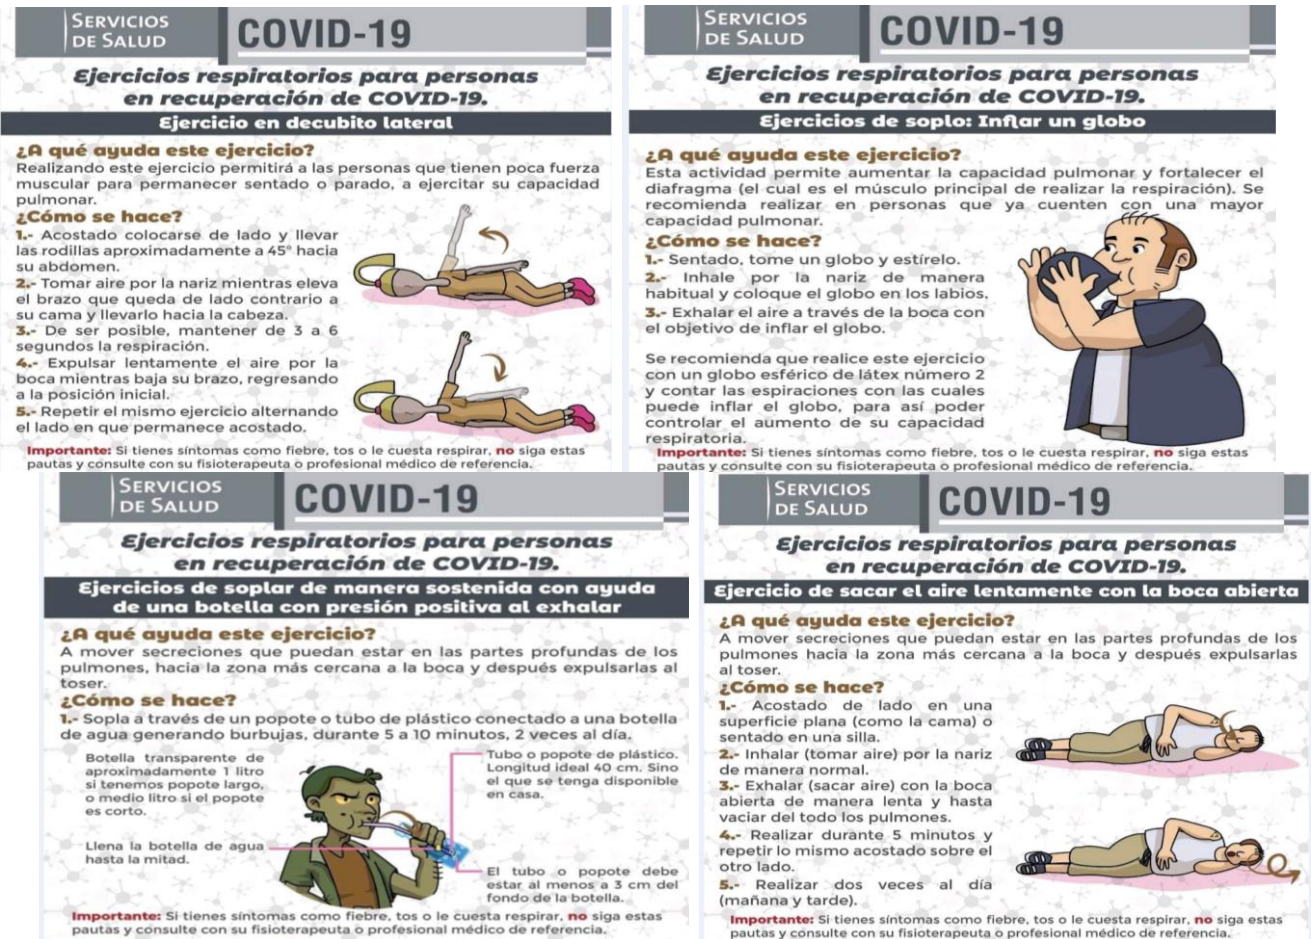 SERVICIOS
DE SALUD
COVID-19
Ejercicios respiratorios para personas
en recuperación de COVID-19.
Ejercicio en decubito lateral
¿A qué ayuda este ejercicio?
Realizando este ejercicio permitirá a las personas que tienen poca fuerza
muscular para permanecer sentado o parado, a ejercitar su capacidad
pulmonar.
¿Cómo se hace?
1.- Acostado colocarse de lado y llevar
las rodillas aproximadamente a 45° hacia
su abdomen.
2.- Tomar aire por la nariz mientras eleva
el brazo que queda de lado contrario a
su cama y llevarlo hacia la cabeza.
3.- De ser posible, mantener de 3 a 6
segundos la respiración.
4.- Expulsar lentamente el aire por la
boca mientras baja su brazo, regresando
a la posición inicial.
5.- Repetir el mismo ejercicio alternando
el lado en que permanece acostado.
Importante: Si tienes síntomas como fiebre, tos o le cuesta respirar, no siga estas
pautas y consulte con su fisioterapeuta o profesional médico de referencia.
SERVICIOS
DE SALUD
COVID-19
Ejercicios respiratorios para personas
en recuperación de COVID-19.
Ejercicios de soplo: Inflar un globo
¿A qué ayuda este ejercicio?
Esta actividad permite aumentar la capacidad pulmonar y fortalecer el
diafragma (el cual es el músculo principal de realizar la respiración). Se
recomienda realizar en personas que ya cuenten con una mayor
capacidad pulmonar.
¿Cómo se hace?
1.- Sentado, tome un globo y estírelo.
2.- Inhale por la nariz de manera
habitual y coloque el globo en los labios.
3.- Exhalar el aire a través de la boca con
el objetivo de inflar el globo.
Se recomienda que realice este ejercicio
con un globo esférico de látex número 2
y contar las espiraciones con las cuales
puede inflar el globo, para así poder
controlar el aumento de su capacidad
respiratoria.
Importante: Si tienes síntomas como fiebre, tos o le cuesta respirar, no siga estas
pautas y consulte con su fisioterapeuta o profesional médico de referencia.
SERVICIOS
DE SALUD
COVID-19
Ejercicios respiratorios para personas
en recuperación de COVID-19.
Ejercicios de soplar de manera sostenida con ayuda
de una botella con presión positiva al exhalar
¿A qué ayuda este ejercicio?
A mover secreciones que puedan estar en las partes profundas de los
pulmones, hacia la zona más cercana a la boca y después expulsarlas al
toser.
¿Cómo se hace?
1.- Sopla a través de un popote o tubo de plástico conectado a una botella
de agua generando burbujas, durante 5 a 10 minutos, 2 veces al día.
Botella transparente de
aproximadamente 1 litro
si tenemos popote largo,
o medio litro si el popote
es corto.
Llena la botella de agua
hasta la mitad.
Tubo o popote de plástico.
Longitud ideal 40 cm. Sino
el que se tenga disponible
en casa.
El tubo o popote debe
estar al menos a 3 cm del
fondo de la botella.
Importante: Si tienes síntomas como fiebre, tos o le cuesta respirar, no siga estas
pautas y consulte con su fisioterapeuta o profesional médico de referencia.
SERVICIOS
DE SALUD
COVID-19
Ejercicios respiratorios para personas
en recuperación de COVID-19.
Ejercicio de sacar el aire lentamente con la boca abierta
¿A qué ayuda este ejercicio?
A mover secreciones que puedan estar en las partes profundas de los
pulmones hacia la zona más cercana a la boca y después expulsarlas
al toser.
¿Cómo se hace?
1.- Acostado de lado en una
superficie plana (como la cama) o
sentado en una silla.
2.- Inhalar (tomar aire) por la nariz
de manera normal.
3.- Exhalar (sacar aire) con la boca
abierta de manera lenta y hasta
vaciar del todo los pulmones.
4.- Realizar durante 5 minutos y
repetir lo mismo acostado sobre el
otro lado.
5.- Realizar dos veces al día
(mañana y tarde).
Importante: Si tienes síntomas como fiebre, tos o le cuesta respirar, no siga estas
pautas y consulte con su fisioterapeuta o profesional médico de referencia.